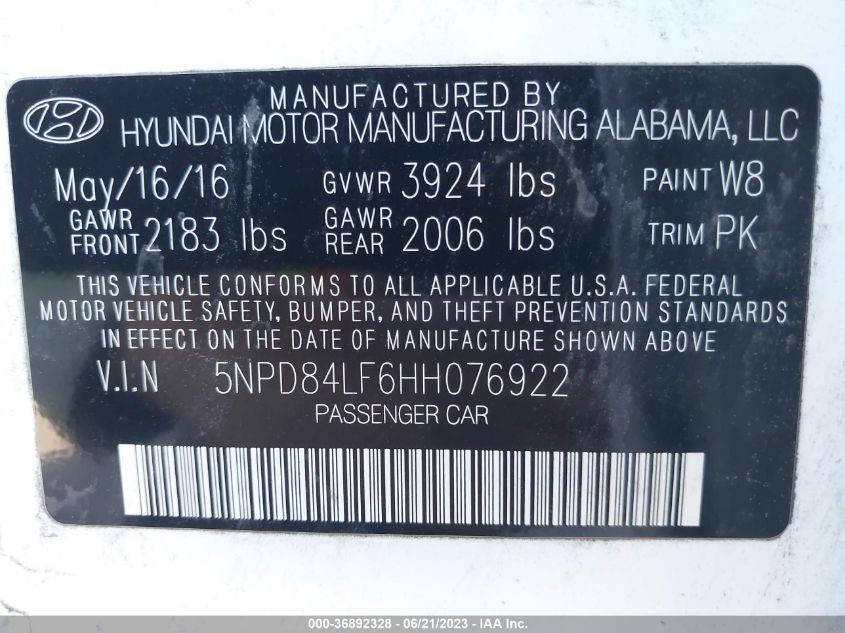 MANUFACTURED BY
HYUNDAI MOTOR MANUFACTURING ALABAMA, LLC
May/16/16 GVWR 3924 lbs PAINT W8
GAWR FRONT 2183 lbs GAWR REAR 2006 lbs TRIM PK
THIS VEHICLE CONFORMS TO ALL APPLICABLE U.S.A. FEDERAL
MOTOR VEHICLE SAFETY, BUMPER, AND THEFT PREVENTION STANDARDS
IN EFFECT ON THE DATE OF MANUFACTURE SHOWN ABOVE
V.I.N 5NPD84LF6HH076922
PASSENGER CAR
000-36892328 - 06/21/2023 - IAAI.COM